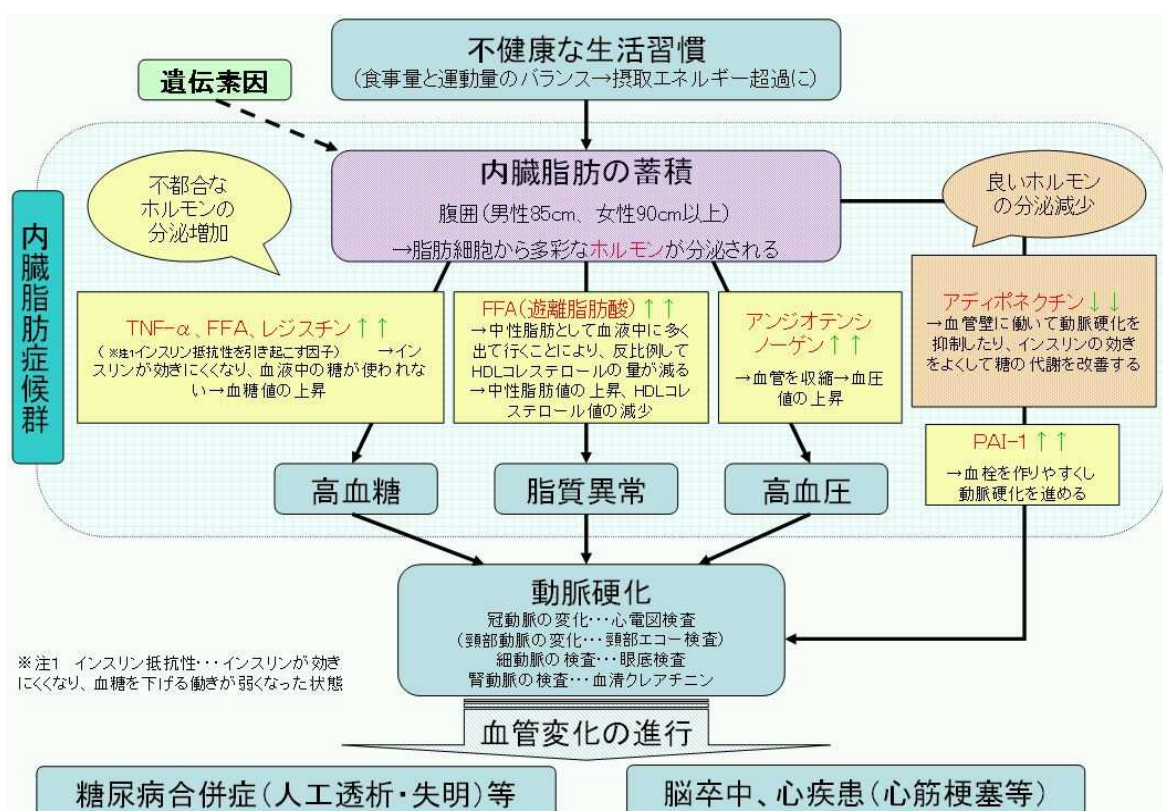 不健康な生活習慣
(食事量と運動量のバランス→摂取エネルギー超過に)
遺伝素因
内臓脂肪症候群
不都合な
ホルモンの
分泌増加
内臓脂肪の蓄積
腹囲(男性85cm、女性90cm以上)
→脂肪細胞から多彩なホルモンが分泌される
良いホルモン
の分泌減少
TNF-α、FFA、レジスチン↑↑
(※注1インスリン抵抗性を引き起こす因子) →イン
スリンが効きにくくなり、血液中の糖が使われな
い→血糖値の上昇
FFA(遊離脂肪酸)↑↑
→中性脂肪として血液中に多く
出て行くことにより、反比例して
HDLコレステロールの量が減る
→中性脂肪値の上昇、HDLコレ
ステロール値の減少
アンジオテンシ
ノーゲン↑↑
→血管を収縮→血圧
値の上昇
アディポネクチン↓↓
→血管壁に働いて動脈硬化を
抑制したり、インスリンの効き
をよくして糖の代謝を改善する
PAI-1↑↑
→血栓を作りやすくし
動脈硬化を進める
高血糖
脂質異常
高血圧
動脈硬化
冠動脈の変化･･･心電図検査
(頸部動脈の変化･･･頸部エコー検査)
細動脈の検査･･･眼底検査
腎動脈の検査･･･血清クレアチニン
※注1 インスリン抵抗性･･･インスリンが効き
にくくなり、血糖を下げる働きが弱くなった状態
血管変化の進行
糖尿病合併症(人工透析・失明)等
脳卒中、心疾患(心筋梗塞等)